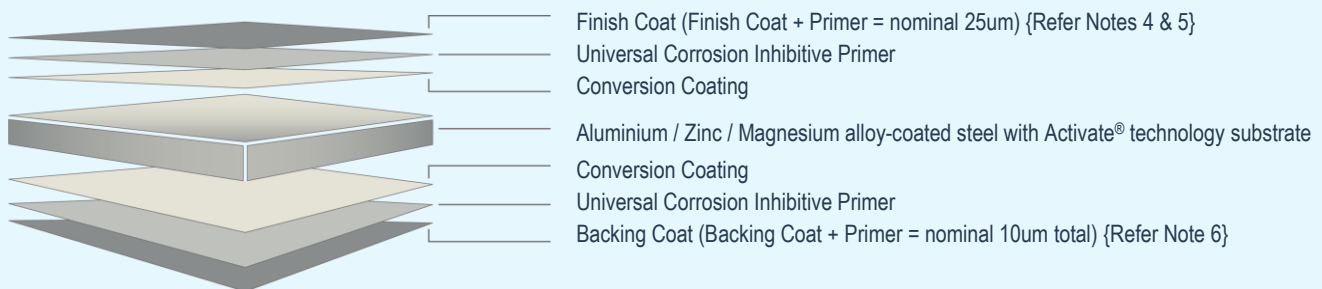 Finish Coat (Finish Coat + Primer = nominal 25um) {Refer Notes 4 & 5}
Universal Corrosion Inhibitive Primer
Conversion Coating
Aluminium / Zinc / Magnesium alloy-coated steel with Activate® technology substrate
Conversion Coating
Universal Corrosion Inhibitive Primer
Backing Coat (Backing Coat + Primer = nominal 10um total) {Refer Note 6}